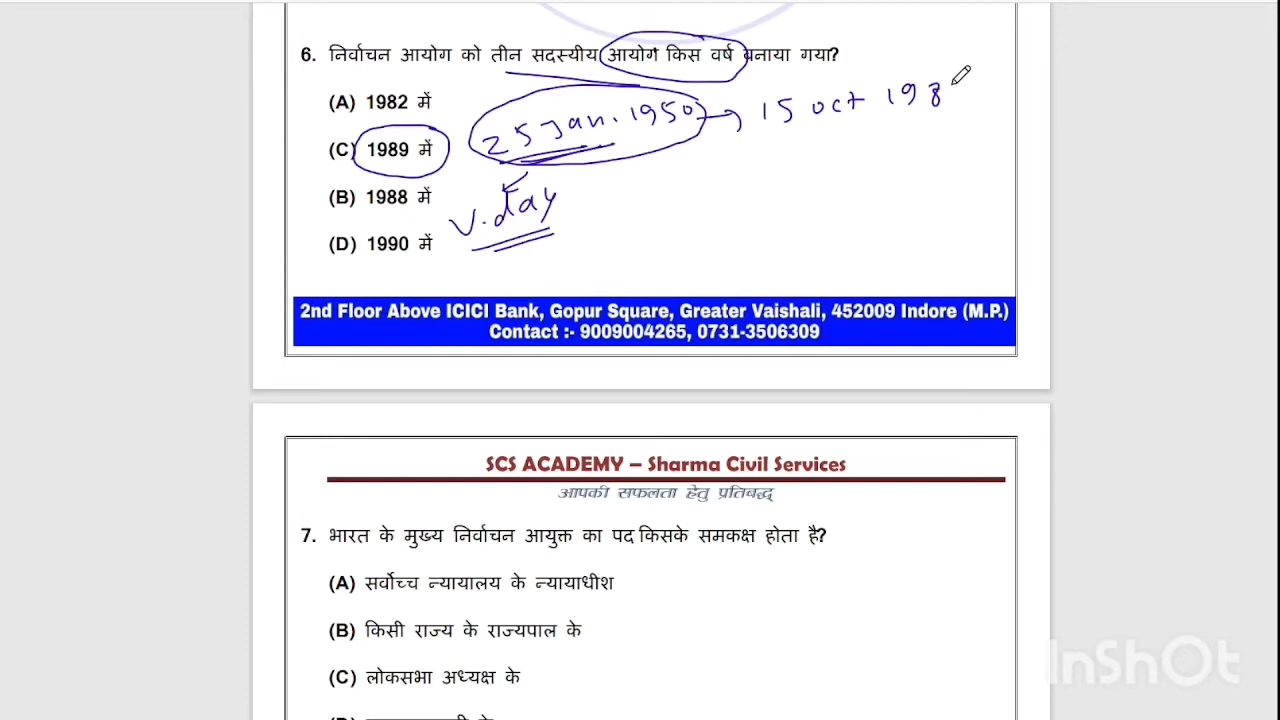 6. निर्वाचन आयोग को तीन सदस्यीय आयोग किस वर्ष बनाया गया?
(A) 1982 में
25 Jan. 1950 → 15 oct 198
(C) 1989 में
(B) 1988 में
V. day
(D) 1990 में
2nd Floor Above ICICI Bank, Gopur Square, Greater Vaishali, 452009 Indore (M.P.)
Contact :- 9009004265, 0731-3506309
SCS ACADEMY – Sharma Civil Services
आपकी सफलता हेतु प्रतिबद्ध
7. भारत के मुख्य निर्वाचन आयुक्त का पद किसके समकक्ष होता है?
(A) सर्वोच्च न्यायालय के न्यायाधीश
(B) किसी राज्य के राज्यपाल के
(C) लोकसभा अध्यक्ष के
InShOt